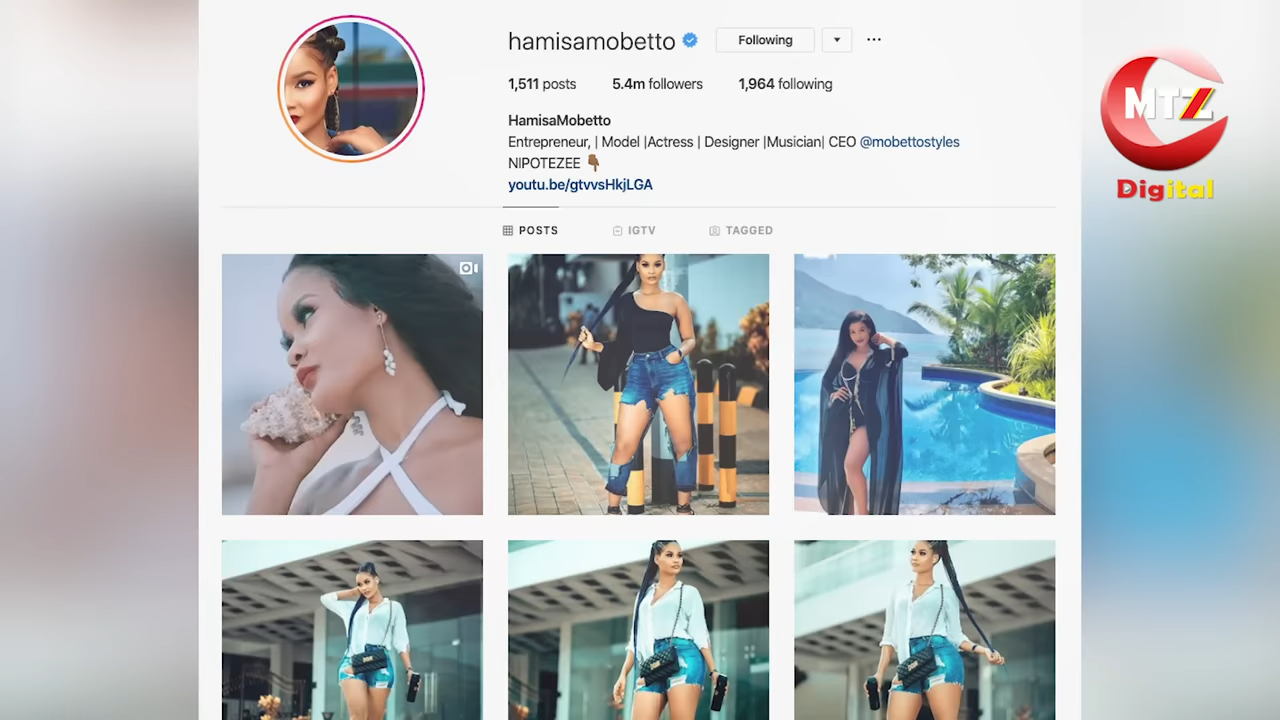 hamisamobetto
Following
1,511 posts 5.4m followers 1,964 following
HamisaMobetto
Entrepreneur, | Model |Actress | Designer |Musician| CEO @mobettostyles
NIPOTEZEE 👇🏾
youtu.be/gtvvsHkjLGA
POSTS IGTV TAGGED
MTZ
Digital